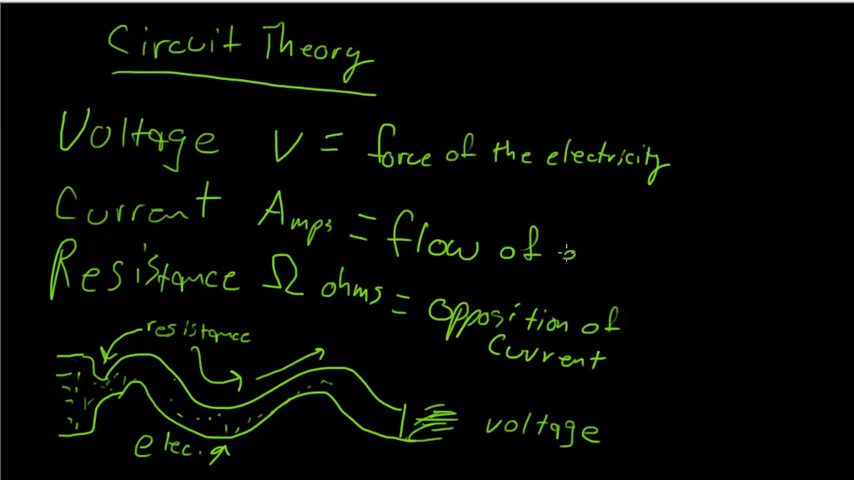 Circuit Theory
Voltage V = force of the electricity
Current Amps = flow of
Resistance Ω ohms = opposition of
current
resistance
elec.
voltage